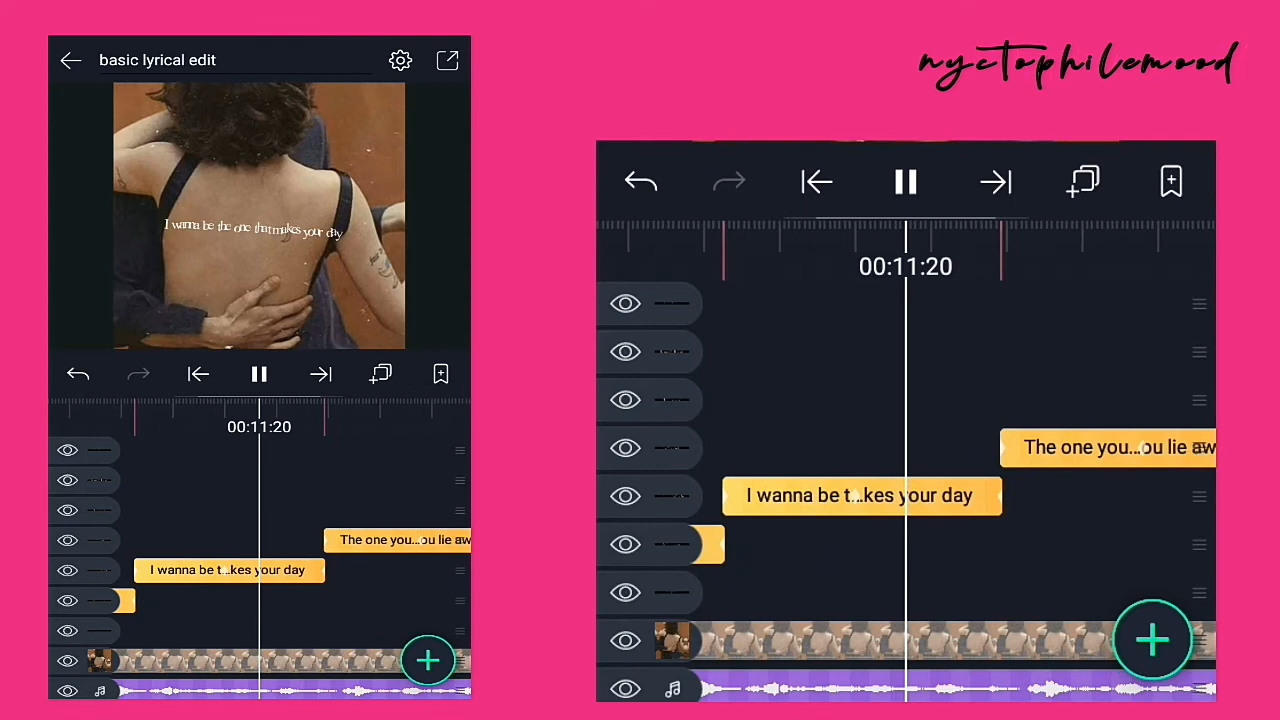 basic lyrical edit
I wanna be the one that makes your day
00:11:20
The one you...ou lie aw
I wanna be t...kes your day
nyctophilemood
00:11:20
The one you...ou lie aw
I wanna be t...kes your day